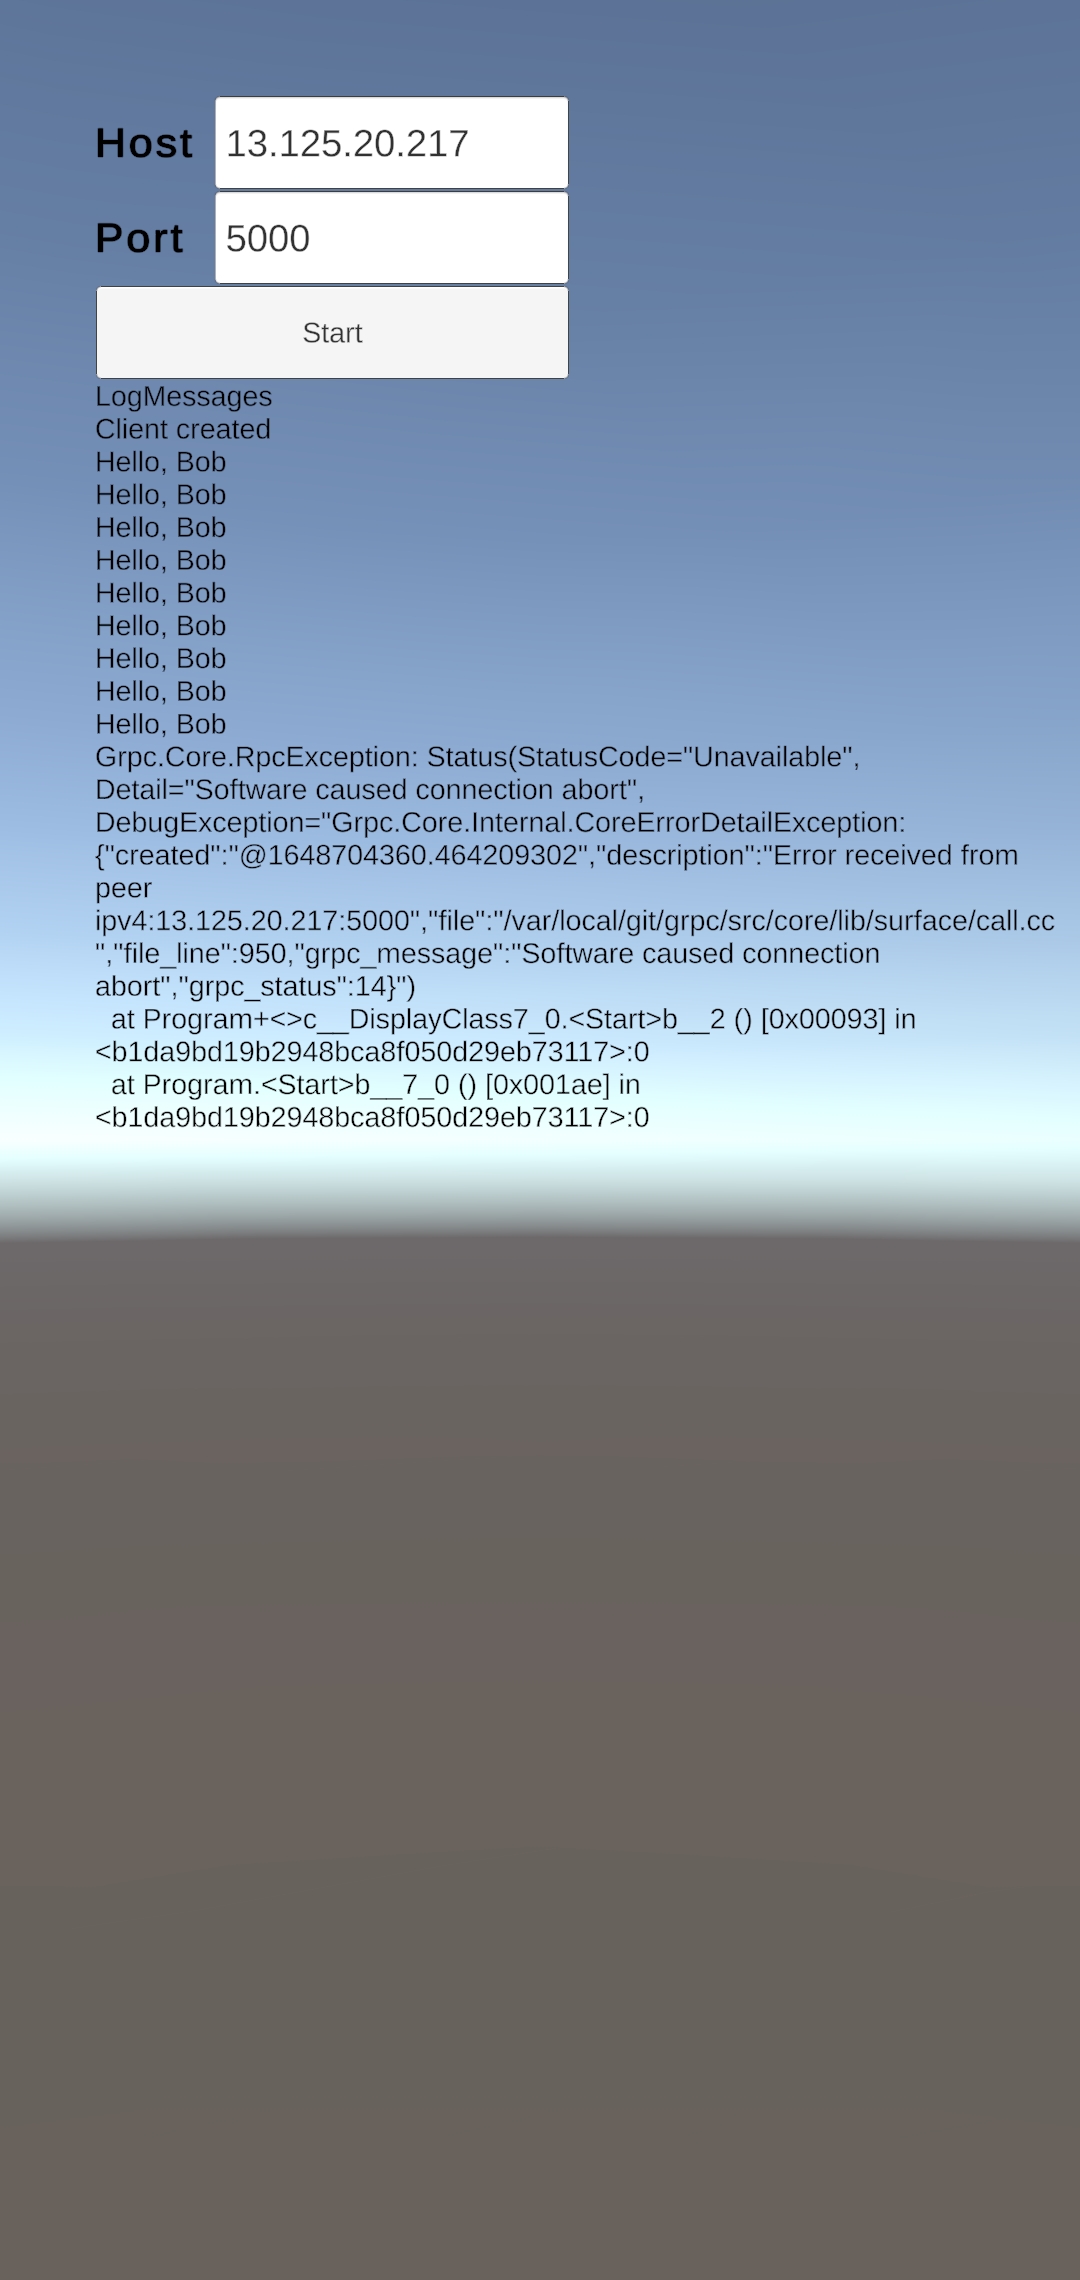 Host 13.125.20.217
Port 5000
Start
LogMessages
Client created
Hello, Bob
Hello, Bob
Hello, Bob
Hello, Bob
Hello, Bob
Hello, Bob
Hello, Bob
Hello, Bob
Hello, Bob
Grpc.Core.RpcException: Status(StatusCode="Unavailable",
Detail="Software caused connection abort",
DebugException="Grpc.Core.Internal.CoreErrorDetailException:
{"created":"@1648704360.464209302","description":"Error received from
peer
ipv4:13.125.20.217:5000","file":"/var/local/git/grpc/src/core/lib/surface/call.cc
","file_line":950,"grpc_message":"Software caused connection
abort","grpc_status":14}")
  at Program+<>c__DisplayClass7_0.<Start>b__2 () [0x00093] in
<b1da9bd19b2948bca8f050d29eb73117>:0
  at Program.<Start>b__7_0 () [0x001ae] in
<b1da9bd19b2948bca8f050d29eb73117>:0